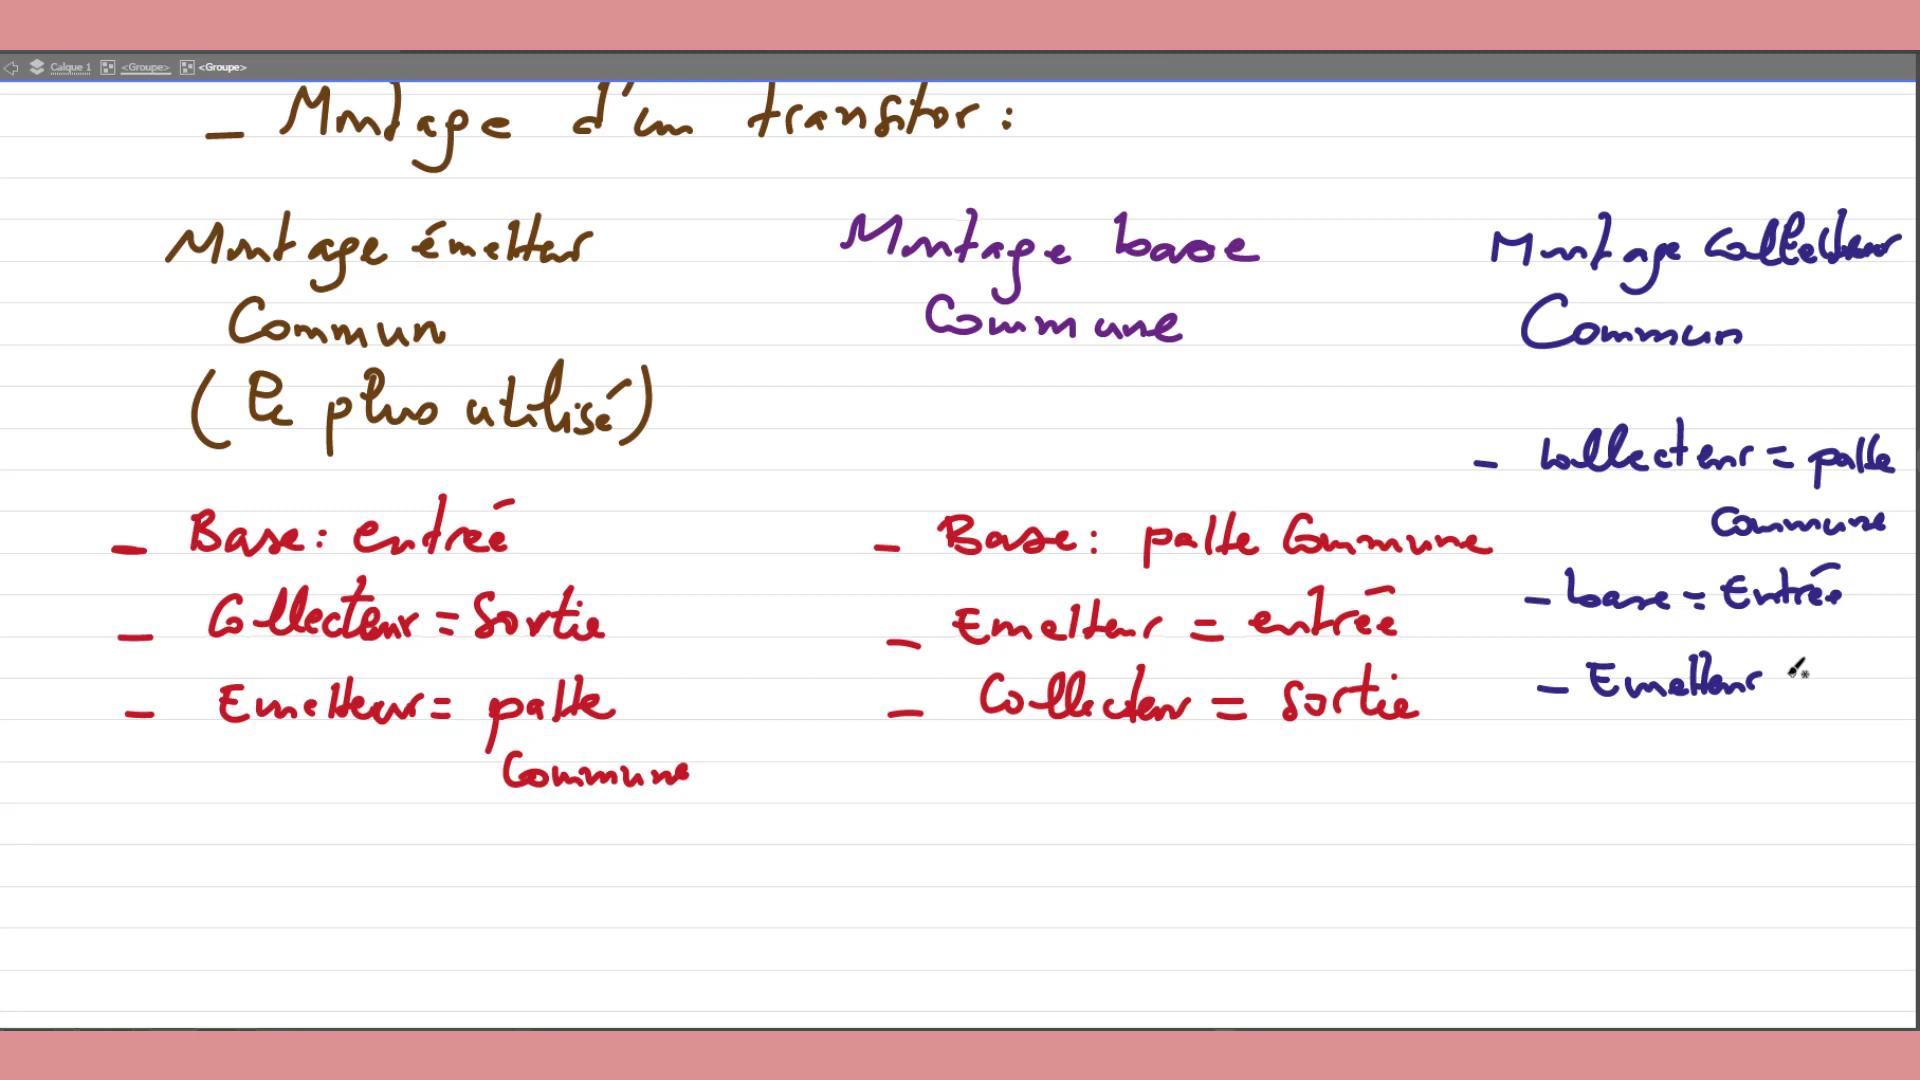 Calque 1 <Groupe> <Groupe>
- Montage d'un transitor :
Montage émetteur
Commun
(le plus utilisé)
- Base : entrée
- Collecteur = Sortie
- Emetteur = patte
Commune
Montage base
Commune
- Base : patte Commune
- Emetteur = entrée
- Collecteur = sortie
Montage Collecteur
Commun
- Collecteur = patte
Commune
- base = Entrée
- Emetteur